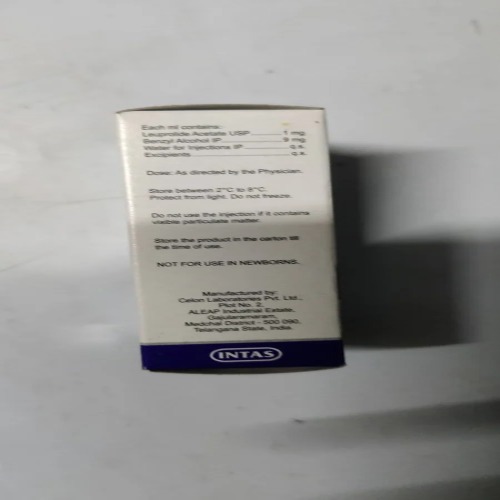 Each ml contains:
Leuprolide Acetate USP 1 mg
Benzyl Alcohol IP 9 mg
Water for Injections IP q.s.
Excipients q.s.
Dose: As directed by the Physician.
Store between 2°C to 8°C.
Protect from light. Do not freeze.
Do not use the injection if it contains
visible particulate matter.
Store the product in the carton till
the time of use.
NOT FOR USE IN NEWBORNS.
Manufactured by:
Celon Laboratories Pvt. Ltd.,
Plot No. 2,
ALEAP Industrial Estate,
Gajularamaram,
Medchal District - 500 090,
Telangana State, India.
INTAS